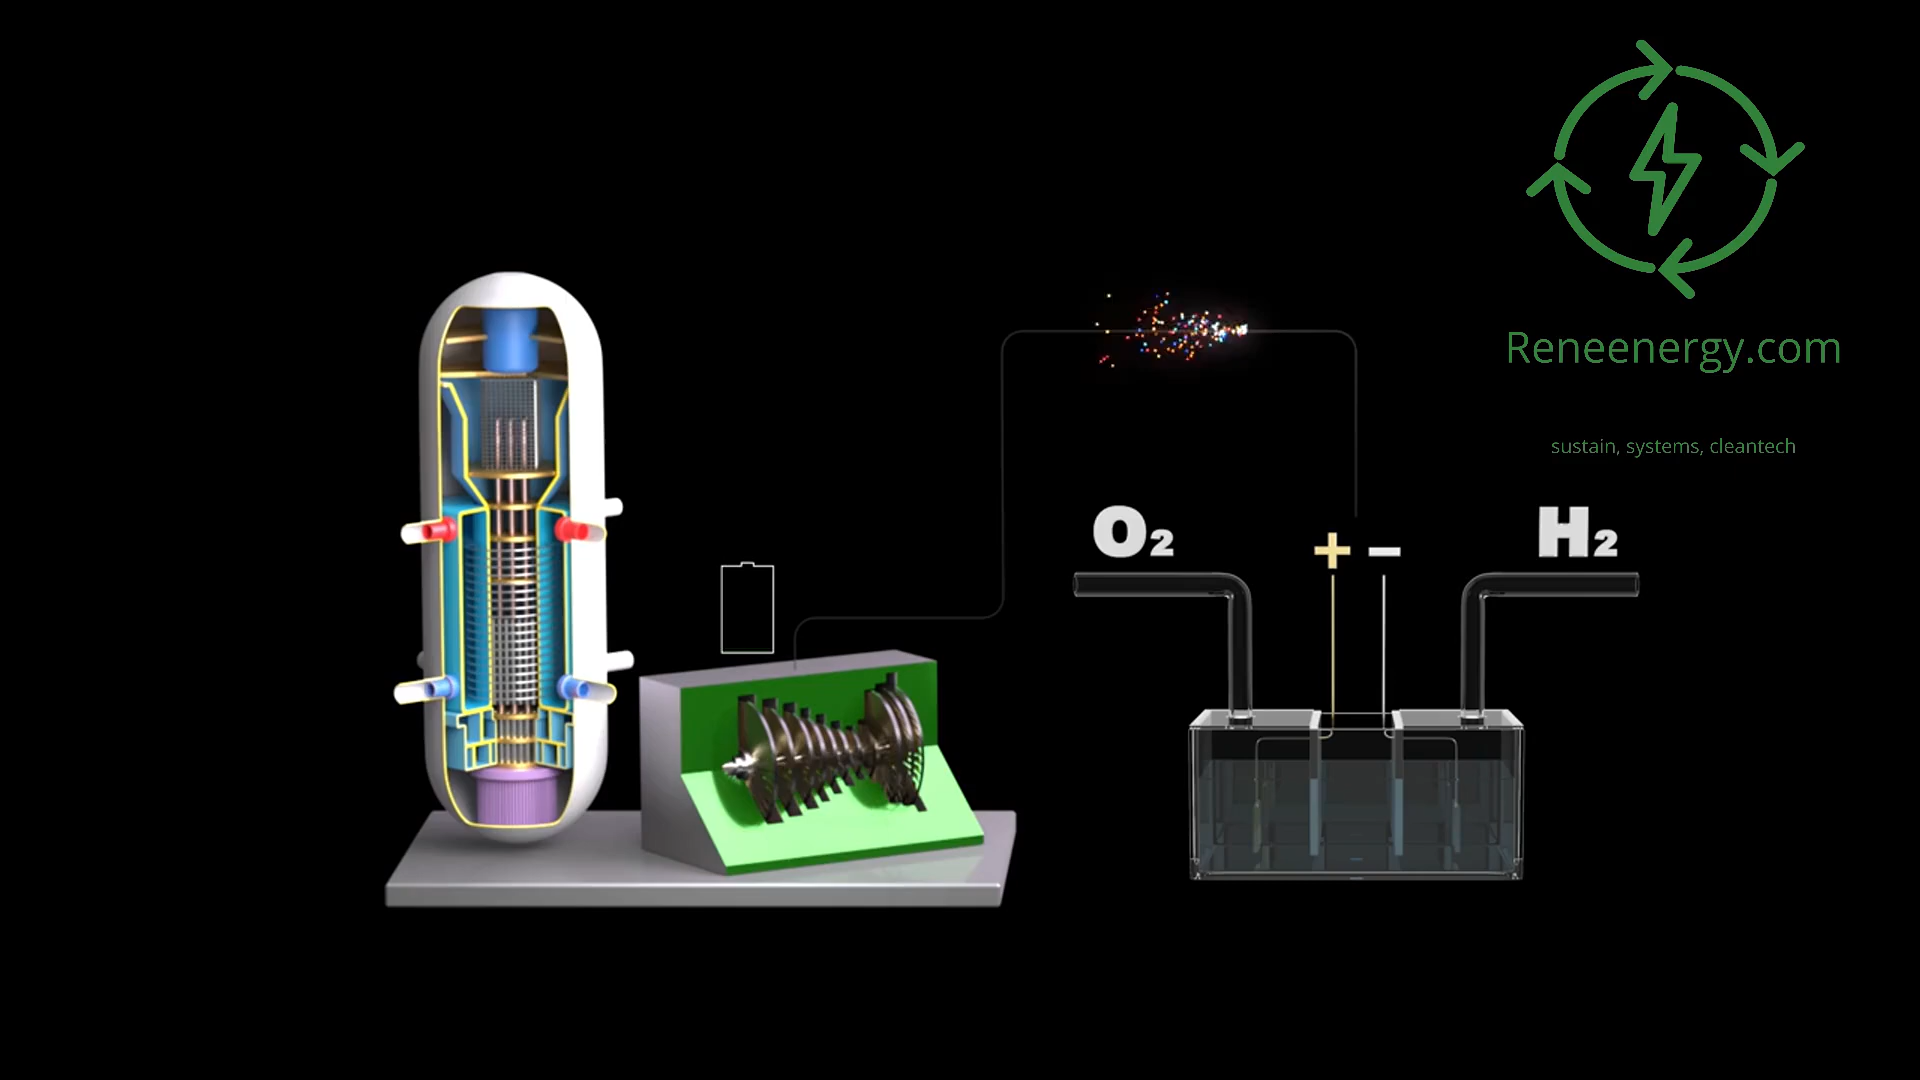 Reneenergy.com
sustain, systems, cleantech
O₂
+ −
H₂